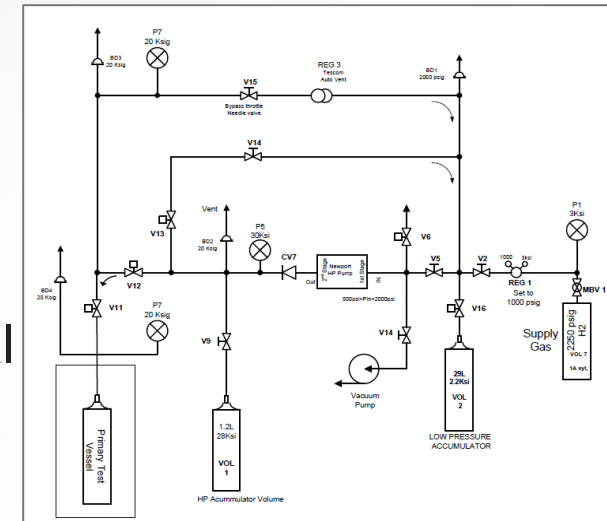 P7
20 Ksig
BD3
20 Ksig
REG 3
Tescom
Auto Vent
BD1
2000 psig
V15
Bypass throttle
Needle valve
V14
P1
3Ksi
Vent
P5
30Ksi
V13
BD2
20 Ksig
CV7
2nd Stage
Newport
HP Pump
1st Stage
Out
IN
500psi>Pin>2000psi
V6
V5
V2
1000
3ksi
REG 1
Set to
1000 psig
MBV 1
V12
BD4
20 Ksig
V11
P7
20 Ksig
V9
V14
V16
Supply
Gas
2250 psig
H2
VOL 7
1A cyl,
Vacuum
Pump
29L
2.2Ksi
VOL
2
LOW PRESSURE
ACCUMULATOR
Primary Test
Vessel
1.2L
28Ksi
VOL
1
HP Acummulator Volume